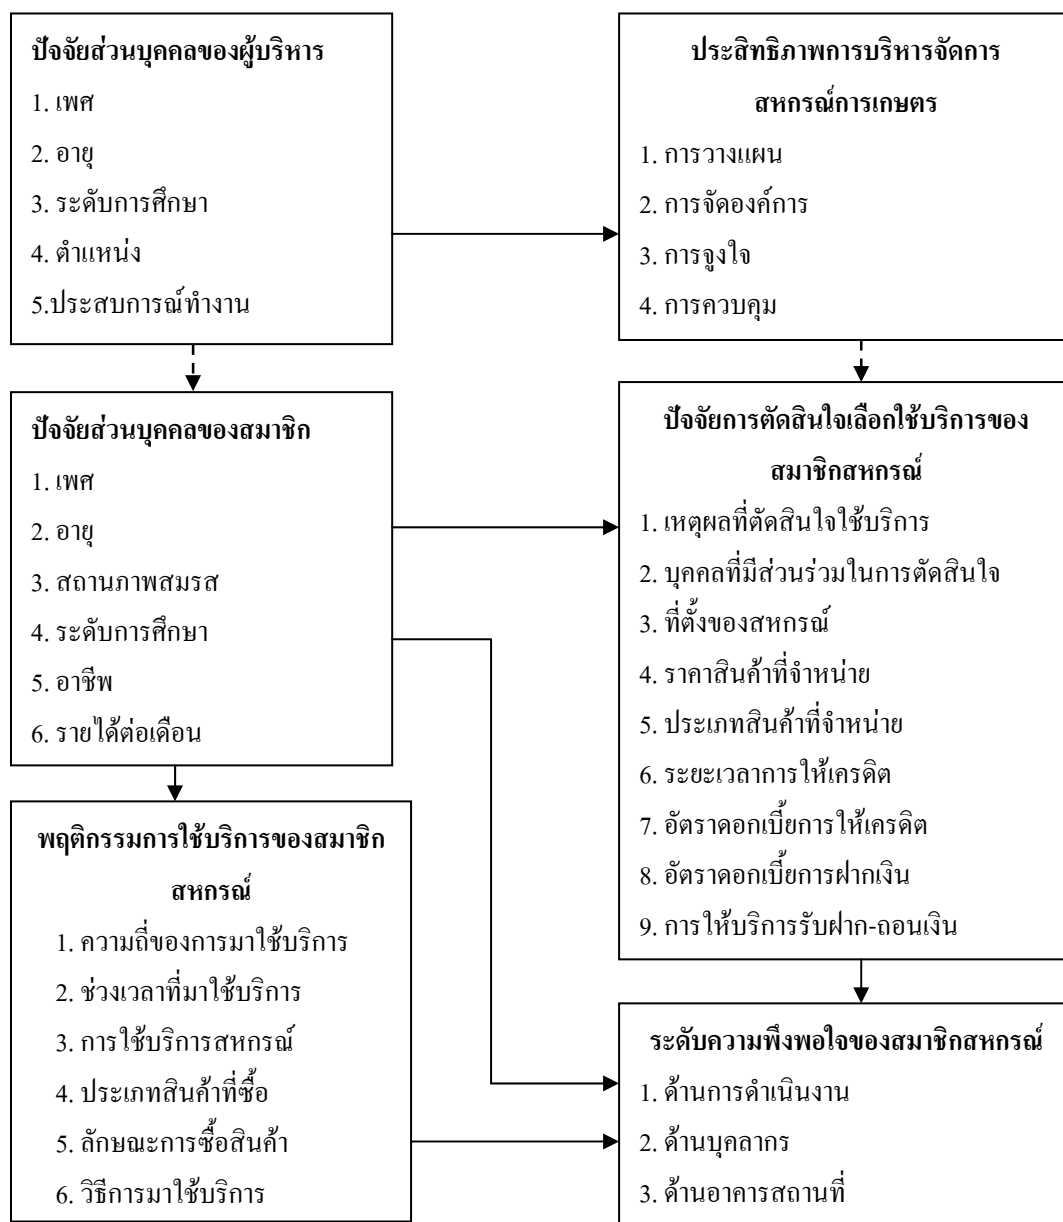 ปัจจัยส่วนบุคคลของผู้บริหาร
1. เพศ
2. อายุ
3. ระดับการศึกษา
4. ตำแหน่ง
5.ประสบการณ์ทำงาน
ประสิทธิภาพการบริหารจัดการ
สหกรณ์การเกษตร
1. การวางแผน
2. การจัดองค์การ
3. การจูงใจ
4. การควบคุม
ปัจจัยส่วนบุคคลของสมาชิก
1. เพศ
2. อายุ
3. สถานภาพสมรส
4. ระดับการศึกษา
5. อาชีพ
6. รายได้ต่อเดือน
ปัจจัยการตัดสินใจเลือกใช้บริการของ
สมาชิกสหกรณ์
1. เหตุผลที่ตัดสินใจใช้บริการ
2. บุคคลที่มีส่วนร่วมในการตัดสินใจ
3. ที่ตั้งของสหกรณ์
4. ราคาสินค้าที่จำหน่าย
5. ประเภทสินค้าที่จำหน่าย
6. ระยะเวลาการให้เครดิต
7. อัตราดอกเบี้ยการให้เครดิต
8. อัตราดอกเบี้ยการฝากเงิน
9. การให้บริการรับฝาก-ถอนเงิน
พฤติกรรมการใช้บริการของสมาชิก
สหกรณ์
1. ความถี่ของการมาใช้บริการ
2. ช่วงเวลาที่มาใช้บริการ
3. การใช้บริการสหกรณ์
4. ประเภทสินค้าที่ซื้อ
5. ลักษณะการซื้อสินค้า
6. วิธีการมาใช้บริการ
ระดับความพึงพอใจของสมาชิกสหกรณ์
1. ด้านการดำเนินงาน
2. ด้านบุคลากร
3. ด้านอาคารสถานที่